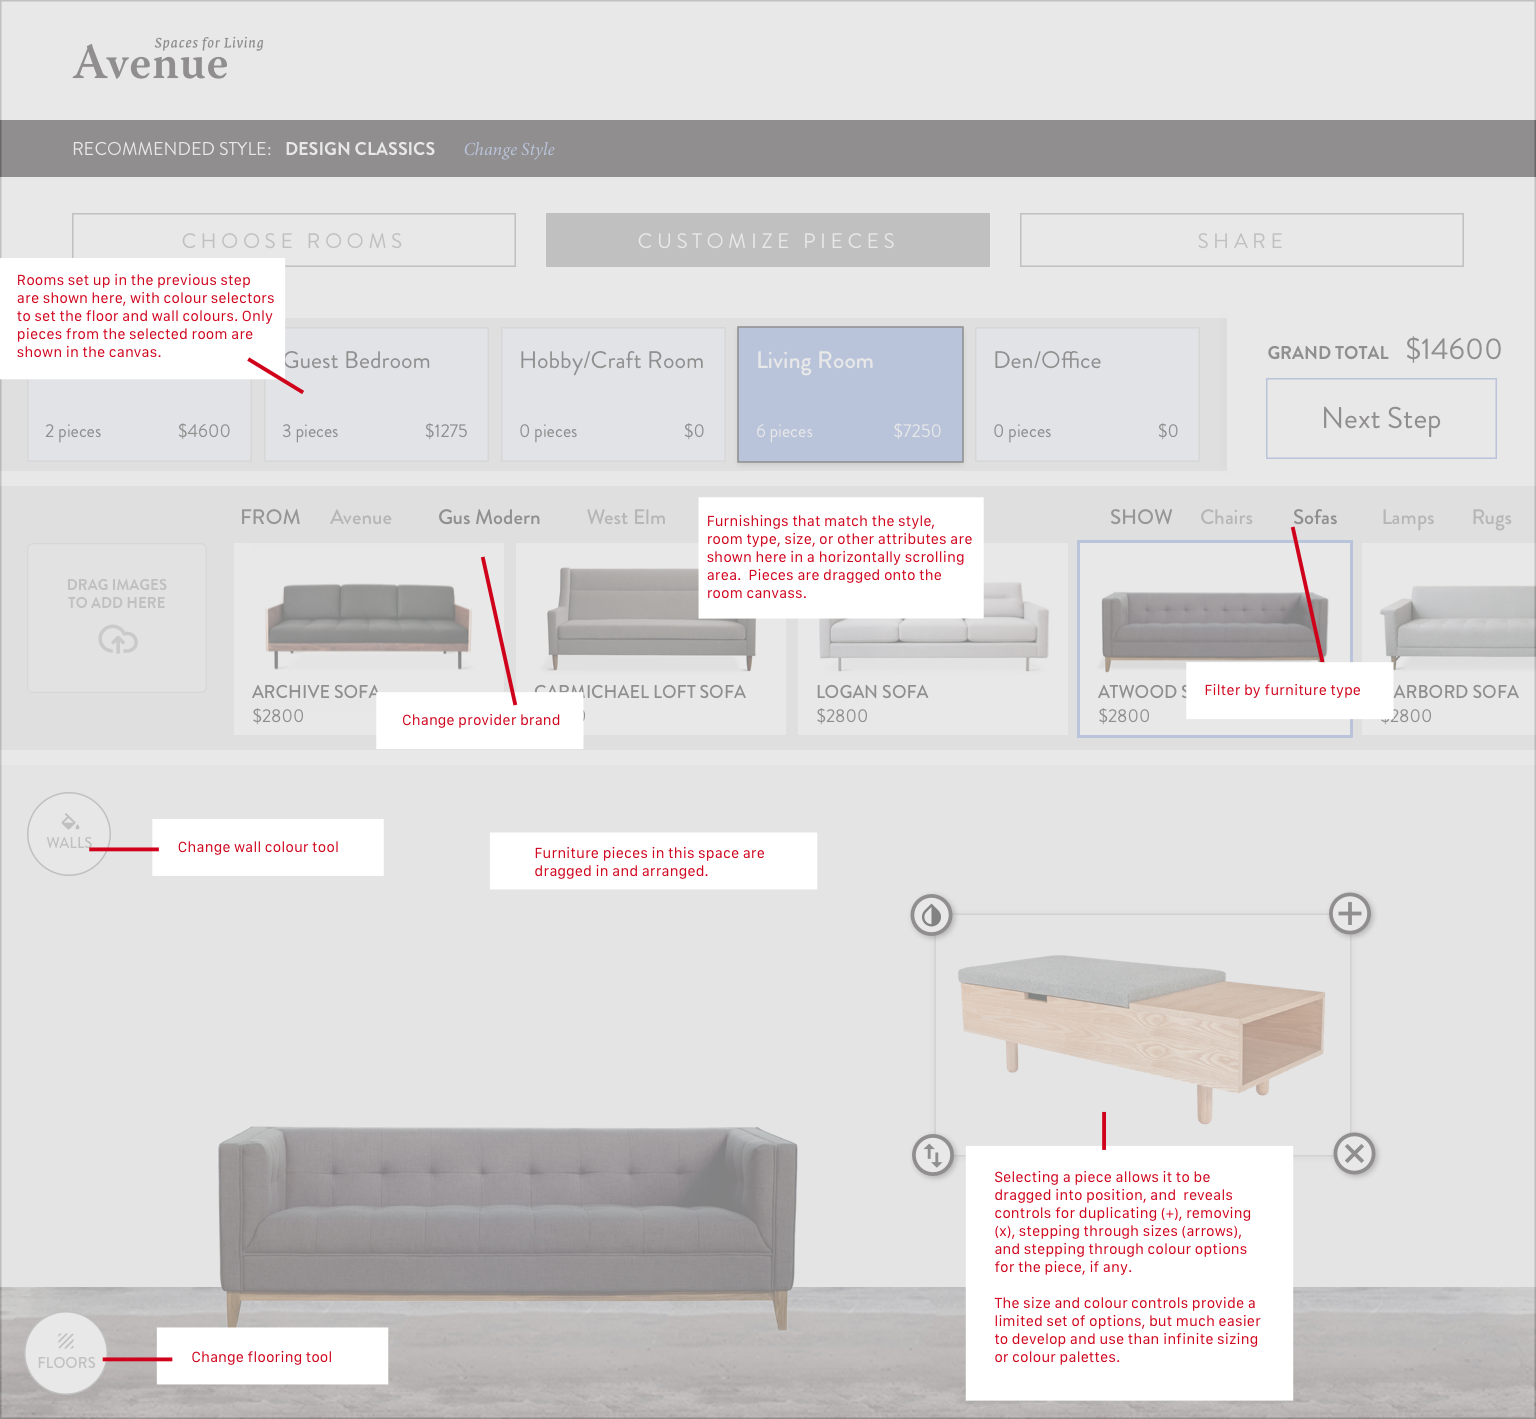 Spaces for Living
Avenue
RECOMMENDED STYLE: DESIGN CLASSICS Change Style
CHOOSE ROOMS
CUSTOMIZE PIECES
SHARE
Rooms set up in the previous step
are shown here, with colour selectors
to set the floor and wall colours. Only
pieces from the selected room are
shown in the canvas.
2 pieces $4600
Guest Bedroom
3 pieces $1275
Hobby/Craft Room
0 pieces $0
Living Room
6 pieces $7250
Den/Office
0 pieces $0
GRAND TOTAL $14600
Next Step
FROM Avenue Gus Modern West Elm
SHOW Chairs Sofas Lamps Rugs
Furnishings that match the style,
room type, size, or other attributes are
shown here in a horizontally scrolling
area. Pieces are dragged onto the
room canvass.
DRAG IMAGES
TO ADD HERE
ARCHIVE SOFA
$2800
CARMICHAEL LOFT SOFA
LOGAN SOFA
$2800
ATWOOD S
$2800
ARBORD SOFA
$2800
Change provider brand
Filter by furniture type
WALLS
Change wall colour tool
Furniture pieces in this space are
dragged in and arranged.
Selecting a piece allows it to be
dragged into position, and reveals
controls for duplicating (+), removing
(x), stepping through sizes (arrows),
and stepping through colour options
for the piece, if any.
The size and colour controls provide a
limited set of options, but much easier
to develop and use than infinite sizing
or colour palettes.
FLOORS
Change flooring tool